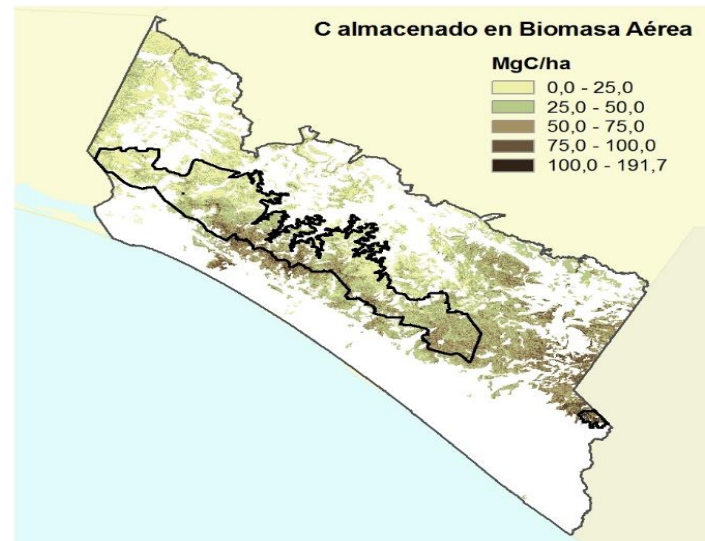 C almacenado en Biomasa Aérea
MgC/ha
0,0 - 25,0
25,0 - 50,0
50,0 - 75,0
75,0 - 100,0
100,0 - 191,7